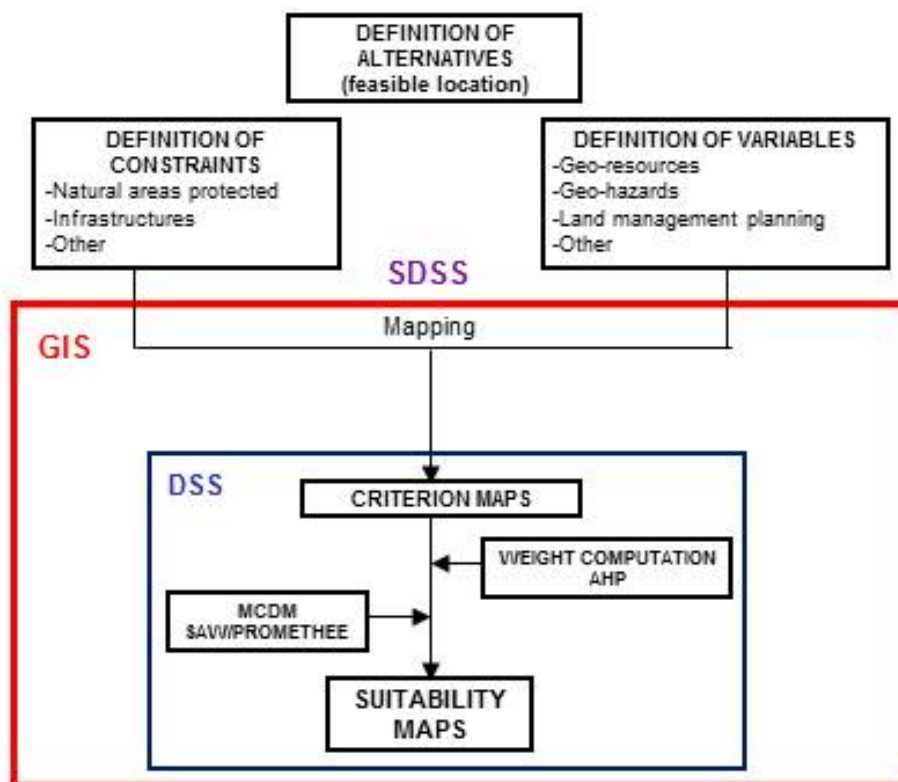 DEFINITION OF
ALTERNATIVES
(feasible location)
DEFINITION OF
CONSTRAINTS
-Natural areas protected
-Infrastructures
-Other
DEFINITION OF VARIABLES
-Geo-resources
-Geo-hazards
-Land management planning
-Other
SDSS
Mapping
GIS
DSS
CRITERION MAPS
WEIGHT COMPUTATION
AHP
MCDM
SAW/PROMETHEE
SUITABILITY
MAPS